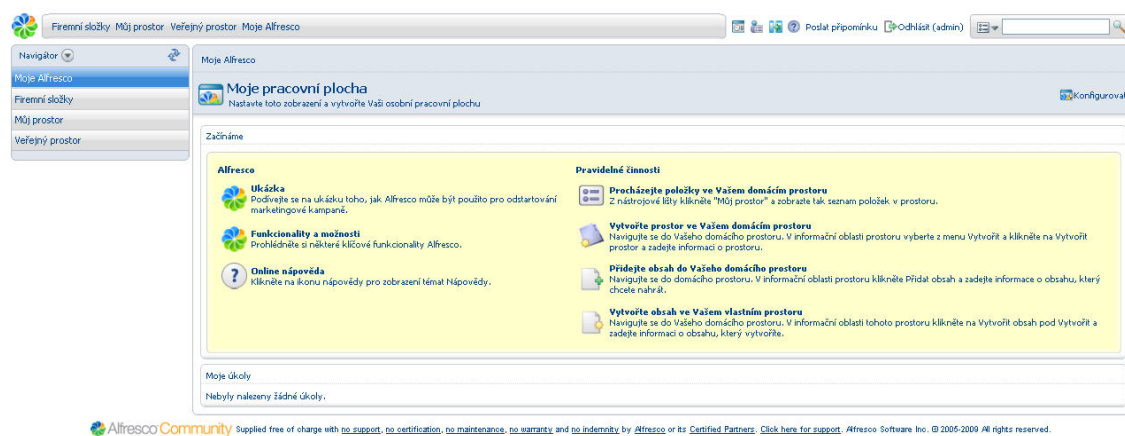 Firemní složky Můj prostor Veřejný prostor Moje Alfresco
Poslat připomínku Odhlásit (admin)
Navigátor
Moje Alfresco
Firemní složky
Můj prostor
Veřejný prostor
Moje Alfresco
Moje pracovní plocha
Nastavte toto zobrazení a vytvořte Vaši osobní pracovní plochu
Konfigurovat
Začínáme
Alfresco
Ukázka
Podívejte se na ukázku toho, jak Alfresco může být použito pro odstartování
marketingové kampaně.
Funkcionality a možnosti
Prohlédněte si některé klíčové funkcionality Alfresco.
Online nápověda
Klikněte na ikonu nápovědy pro zobrazení témat Nápovědy.
Pravidelné činnosti
Procházejte položky ve Vašem domácím prostoru
Z nástrojové lišty klikněte "Můj prostor" a zobrazte tak seznam položek v prostoru.
Vytvořte prostor ve Vašem domácím prostoru
Navigujte se do Vašeho domácího prostoru. V informační oblasti prostoru vyberte z menu Vytvořit a klikněte na Vytvořit
prostor a zadejte informaci o prostoru.
Přidejte obsah do Vašeho domácího prostoru
Navigujte se do domácího prostoru. V informační oblasti prostoru klikněte Přidat obsah a zadejte informace o obsahu, který
chcete nahrát.
Vytvořte obsah ve Vašem vlastním prostoru
Navigujte se do Vašeho domácího prostoru. V informační oblasti tohoto prostoru klikněte na Vytvořit obsah pod Vytvořit a
zadejte informaci o obsahu, který vytvoříte.
Moje úkoly
Nebyly nalezeny žádné úkoly.
Alfresco Community Supplied free of charge with no support, no certification, no maintenance, no warranty and no indemnity by Alfresco or its Certified Partners. Click here for support. Alfresco Software Inc. © 2005-2009 All rights reserved.